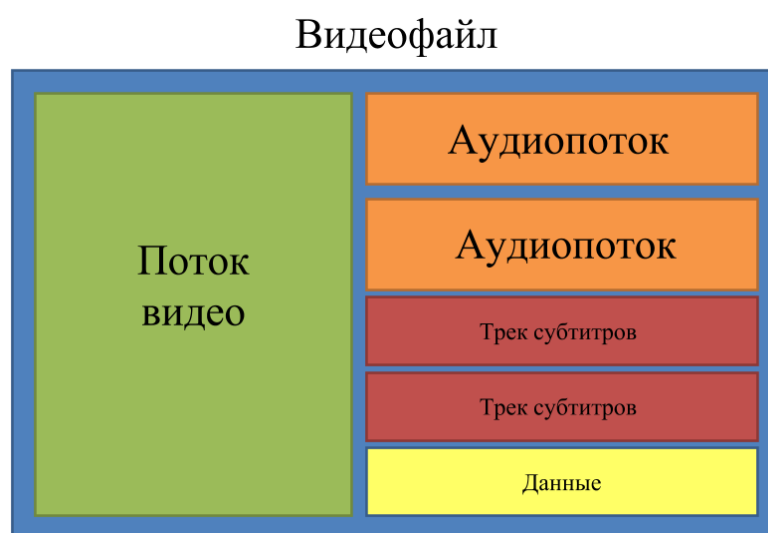 Видеофайл
Поток
видео
Аудиопоток
Аудиопоток
Трек субтитров
Трек субтитров
Данные